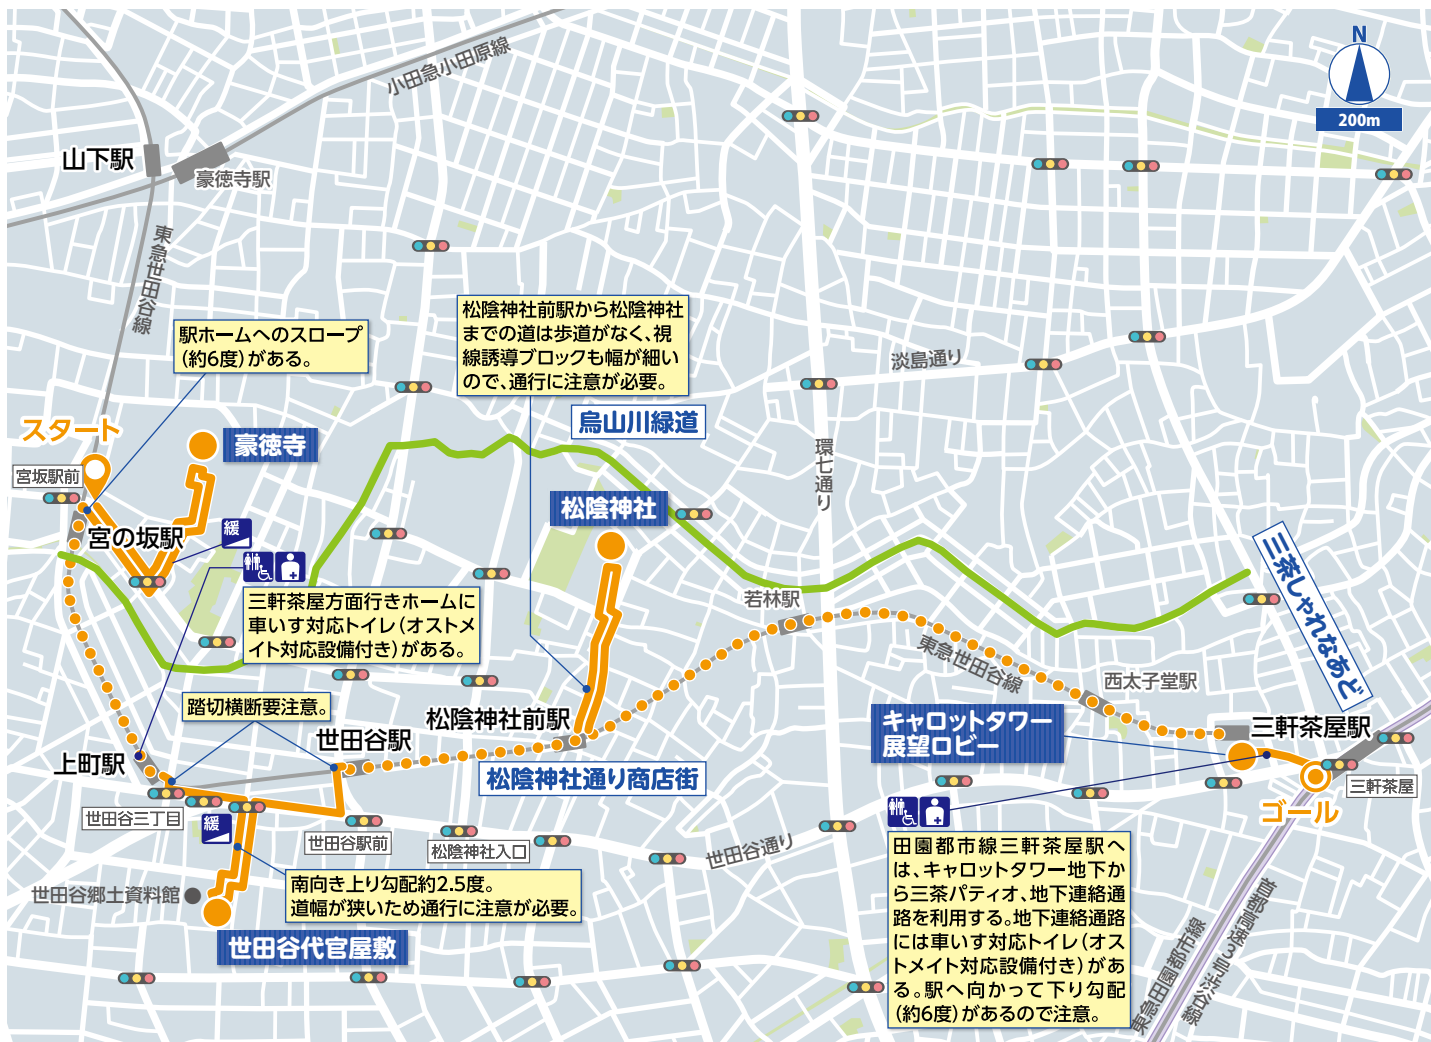 N
200m
小田急小田原線
山下駅
豪徳寺駅
東急世田谷線
駅ホームへのスロープ
(約6度)がある。
松陰神社前駅から松陰神社
までの道は歩道がなく、視
線誘導ブロックも幅が細い
ので、通行に注意が必要。
淡島通り
烏山川緑道
環七通り
スタート
豪徳寺
宮坂駅前
松陰神社
宮の坂駅
緩
三軒茶屋方面行きホームに
車いす対応トイレ(オストメ
イト対応設備付き)がある。
若林駅
三茶しゃれなあど
東急世田谷線
西太子堂駅
踏切横断要注意。
松陰神社前駅
世田谷駅
上町駅
キャロットタワー
展望ロビー
三軒茶屋駅
松陰神社通り商店街
三軒茶屋
ゴール
世田谷三丁目
緩
世田谷駅前
松陰神社入口
世田谷通り
田園都市線三軒茶屋駅へ
は、キャロットタワー地下か
ら三茶パティオ、地下連絡通
路を利用する。地下連絡通路
には車いす対応トイレ(オス
トメイト対応設備付き)があ
る。駅へ向かって下り勾配
(約6度)があるので注意。
世田谷郷土資料館
南向き上り勾配約2.5度。
道幅が狭いため通行に注意が必要。
世田谷代官屋敷
東急田園都市線
首都高速3号渋谷線